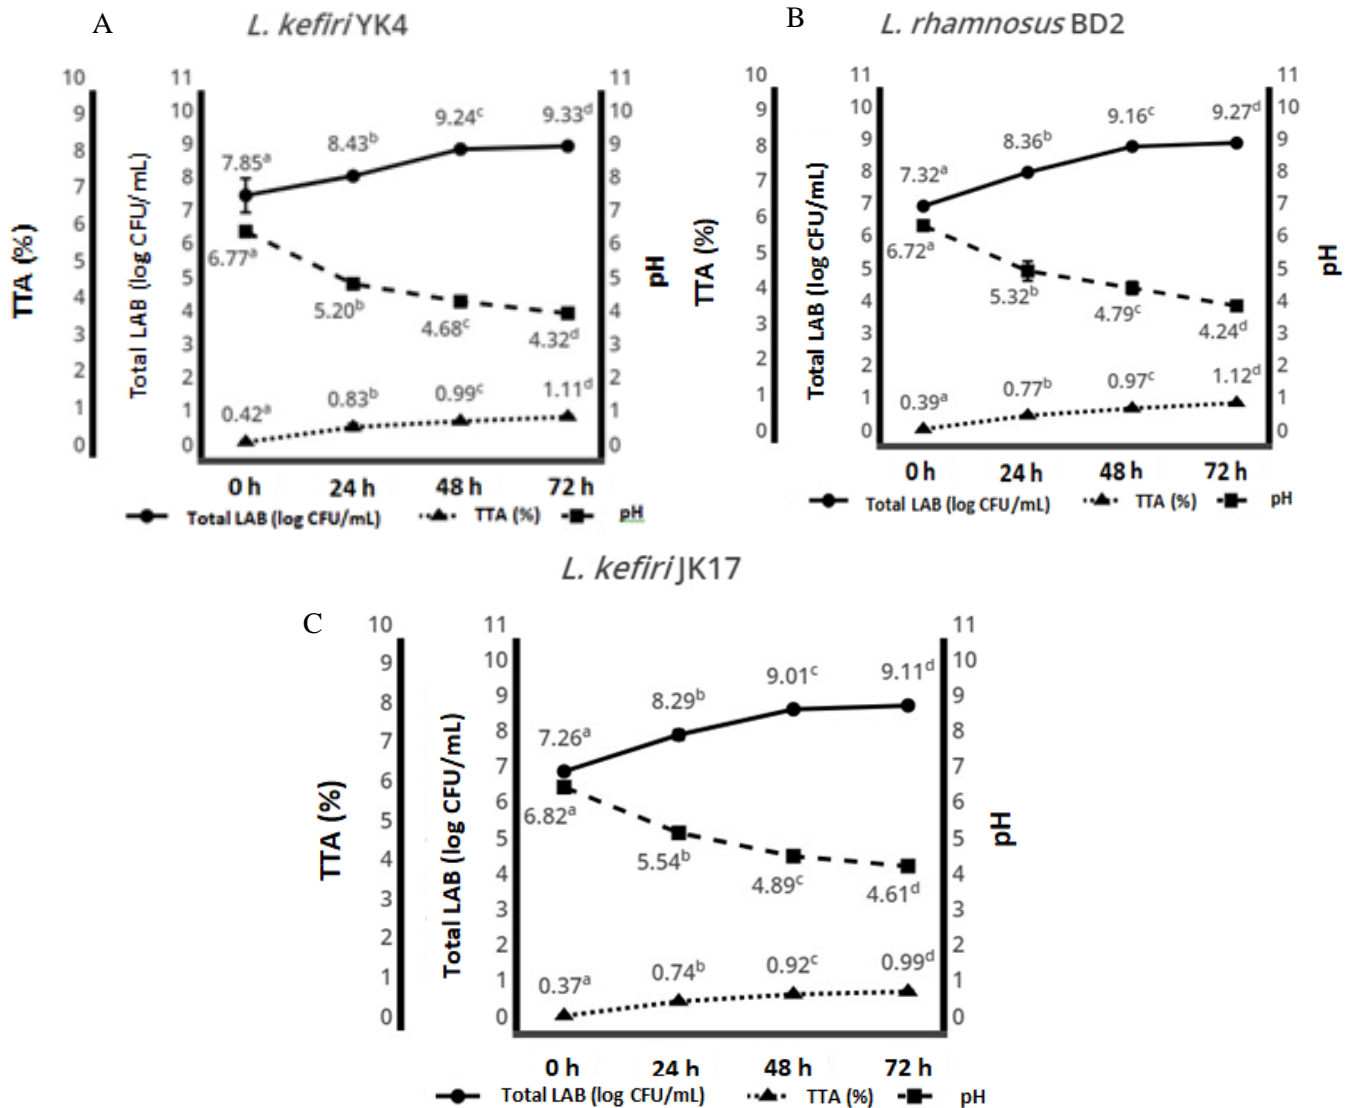 A
L. kefiri YK4
10
9
8
7
6
5
4
3
2
1
0
TTA (%)
11
10
9
8
7
6
5
4
3
2
1
0
Total LAB (log CFU/mL)
7.85ᵃ
8.43ᵇ
9.24ᶜ
9.33ᵈ
6.77ᵃ
5.20ᵇ
4.68ᶜ
4.32ᵈ
0.42ᵃ
0.83ᵇ
0.99ᶜ
1.11ᵈ
11
10
9
8
7
6
5
4
3
2
1
0
pH
0 h 24 h 48 h 72 h
Total LAB (log CFU/mL) TTA (%) pH
B
L. rhamnosus BD2
10
9
8
7
6
5
4
3
2
1
0
TTA (%)
11
10
9
8
7
6
5
4
3
2
1
0
Total LAB (log CFU/mL)
7.32ᵃ
8.36ᵇ
9.16ᶜ
9.27ᵈ
6.72ᵃ
5.32ᵇ
4.79ᶜ
4.24ᵈ
0.39ᵃ
0.77ᵇ
0.97ᶜ
1.12ᵈ
11
10
9
8
7
6
5
4
3
2
1
0
pH
0 h 24 h 48 h 72 h
Total LAB (log CFU/mL) TTA (%) pH
C
L. kefiri JK17
10
9
8
7
6
5
4
3
2
1
0
TTA (%)
11
10
9
8
7
6
5
4
3
2
1
0
Total LAB (log CFU/mL)
7.26ᵃ
8.29ᵇ
9.01ᶜ
9.11ᵈ
6.82ᵃ
5.54ᵇ
4.89ᶜ
4.61ᵈ
0.37ᵃ
0.74ᵇ
0.92ᶜ
0.99ᵈ
11
10
9
8
7
6
5
4
3
2
1
0
pH
0 h 24 h 48 h 72 h
Total LAB (log CFU/mL) TTA (%) pH